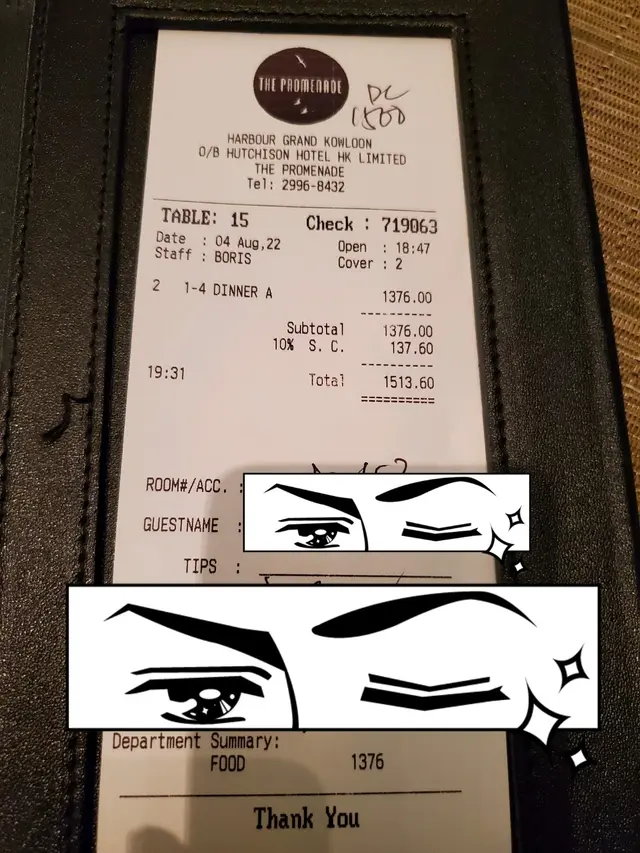 THE PROMENADE
DC
1500
HARBOUR GRAND KOWLOON
O/B HUTCHISON HOTEL HK LIMITED
THE PROMENADE
Tel: 2996-8432
TABLE: 15 Check : 719063
Date : 04 Aug,22 Open : 18:47
Staff : BORIS Cover : 2
2 1-4 DINNER A 1376.00
Subtotal 1376.00
10% S. C. 137.60
19:31 Total 1513.60
ROOM#/ACC. :
GUESTNAME :
TIPS :
Department Summary:
FOOD 1376
Thank You